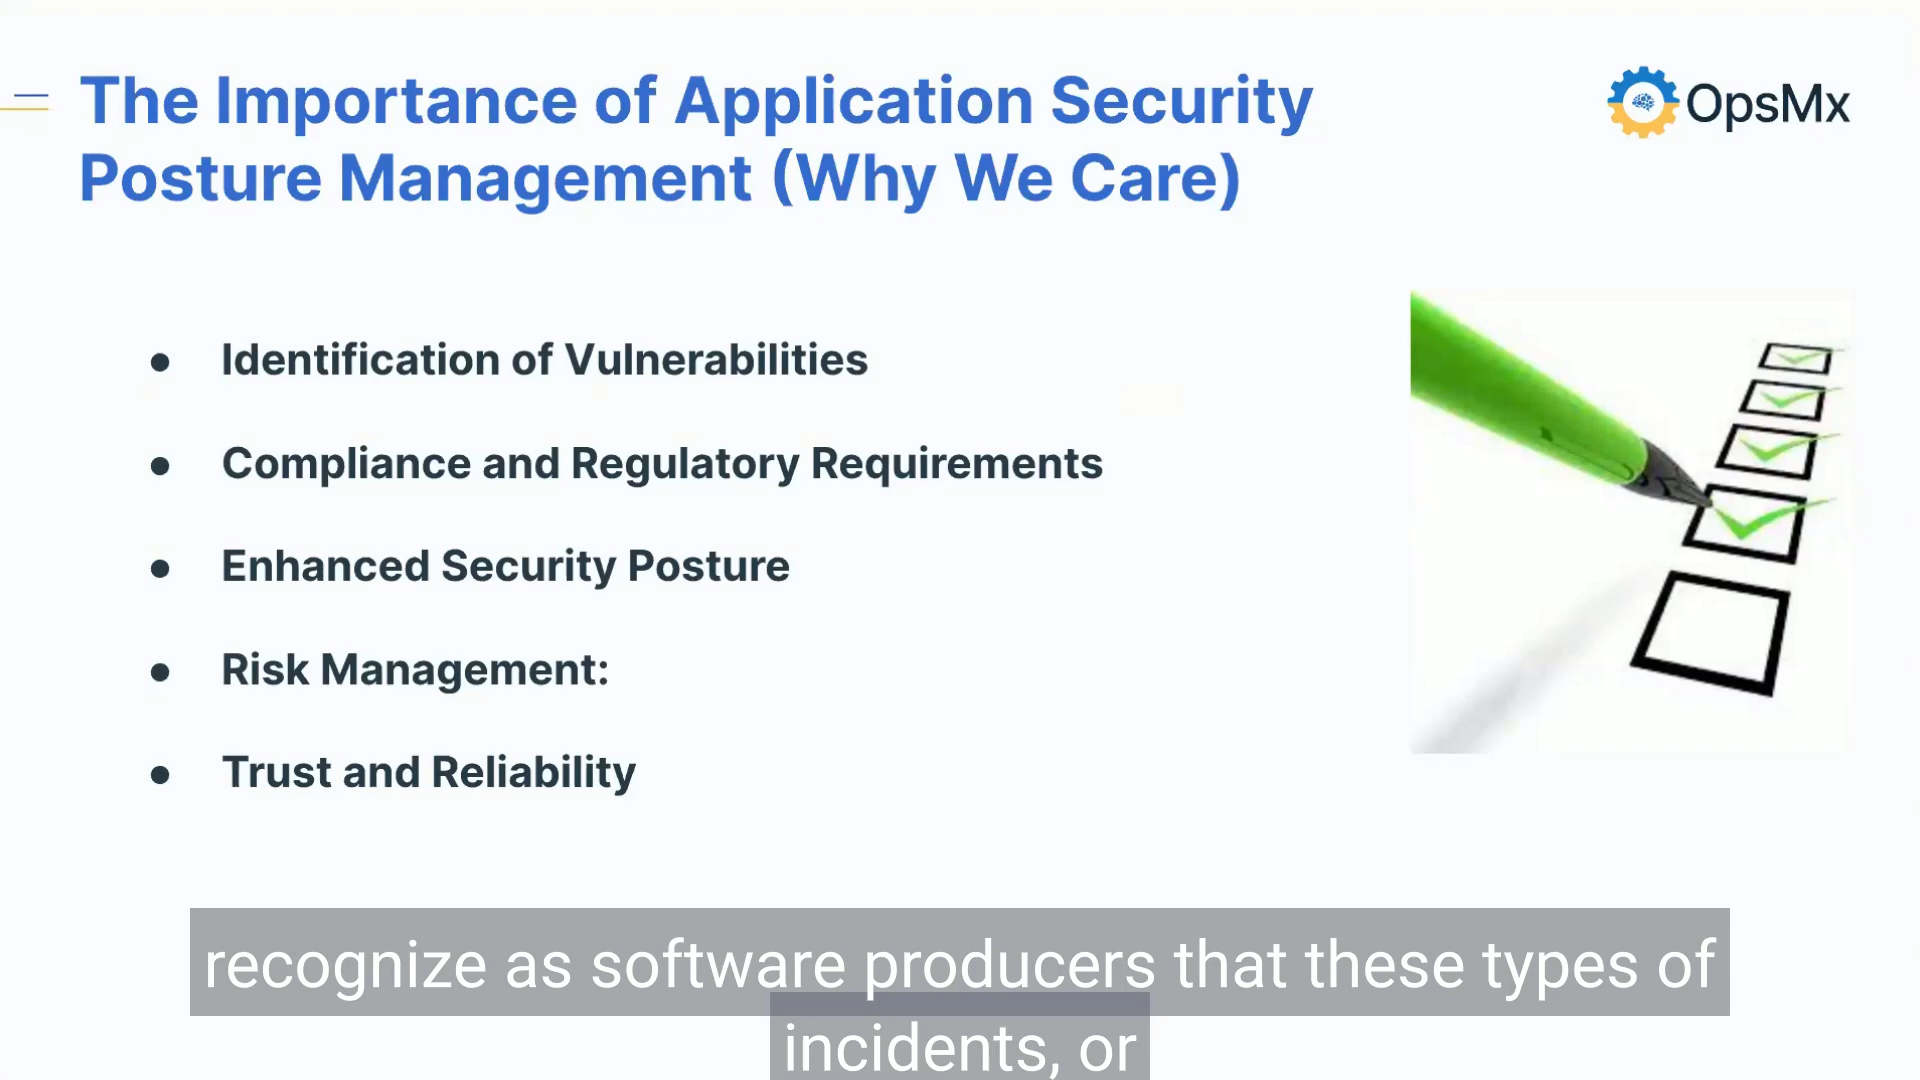 The Importance of Application Security
Posture Management (Why We Care)
OpsMx
● Identification of Vulnerabilities
● Compliance and Regulatory Requirements
● Enhanced Security Posture
● Risk Management:
● Trust and Reliability
recognize as software producers that these types of
incidents, or